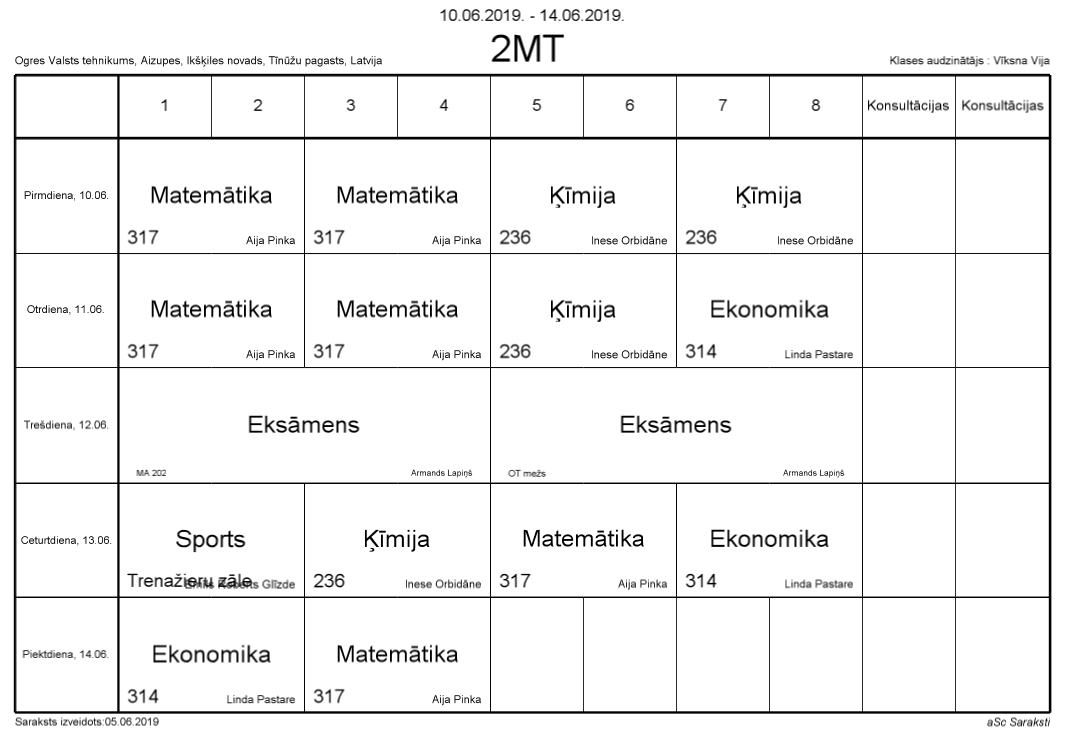 10.06.2019. - 14.06.2019.
2MT
Ogres Valsts tehnikums, Aizupes, Ikšķiles novads, Tīnūžu pagasts, Latvija
Klases audzinātājs : Vīksna Vija
1 2 3 4 5 6 7 8 Konsultācijas Konsultācijas
Pirmdiena, 10.06.
Matemātika Matemātika Ķīmija Ķīmija
317 Aija Pinka 317 Aija Pinka 236 Inese Orbidāne 236 Inese Orbidāne
Otrdiena, 11.06.
Matemātika Matemātika Ķīmija Ekonomika
317 Aija Pinka 317 Aija Pinka 236 Inese Orbidāne 314 Linda Pastare
Trešdiena, 12.06.
Eksāmens Eksāmens
MA 202 Armands Lapiņš OT mežs Armands Lapiņš
Ceturtdiena, 13.06.
Sports Ķīmija Matemātika Ekonomika
Trenažieru zāle Glīzde 236 Inese Orbidāne 317 Aija Pinka 314 Linda Pastare
Piektdiena, 14.06.
Ekonomika Matemātika
314 Linda Pastare 317 Aija Pinka
Saraksts izveidots:05.06.2019
aSc Saraksti